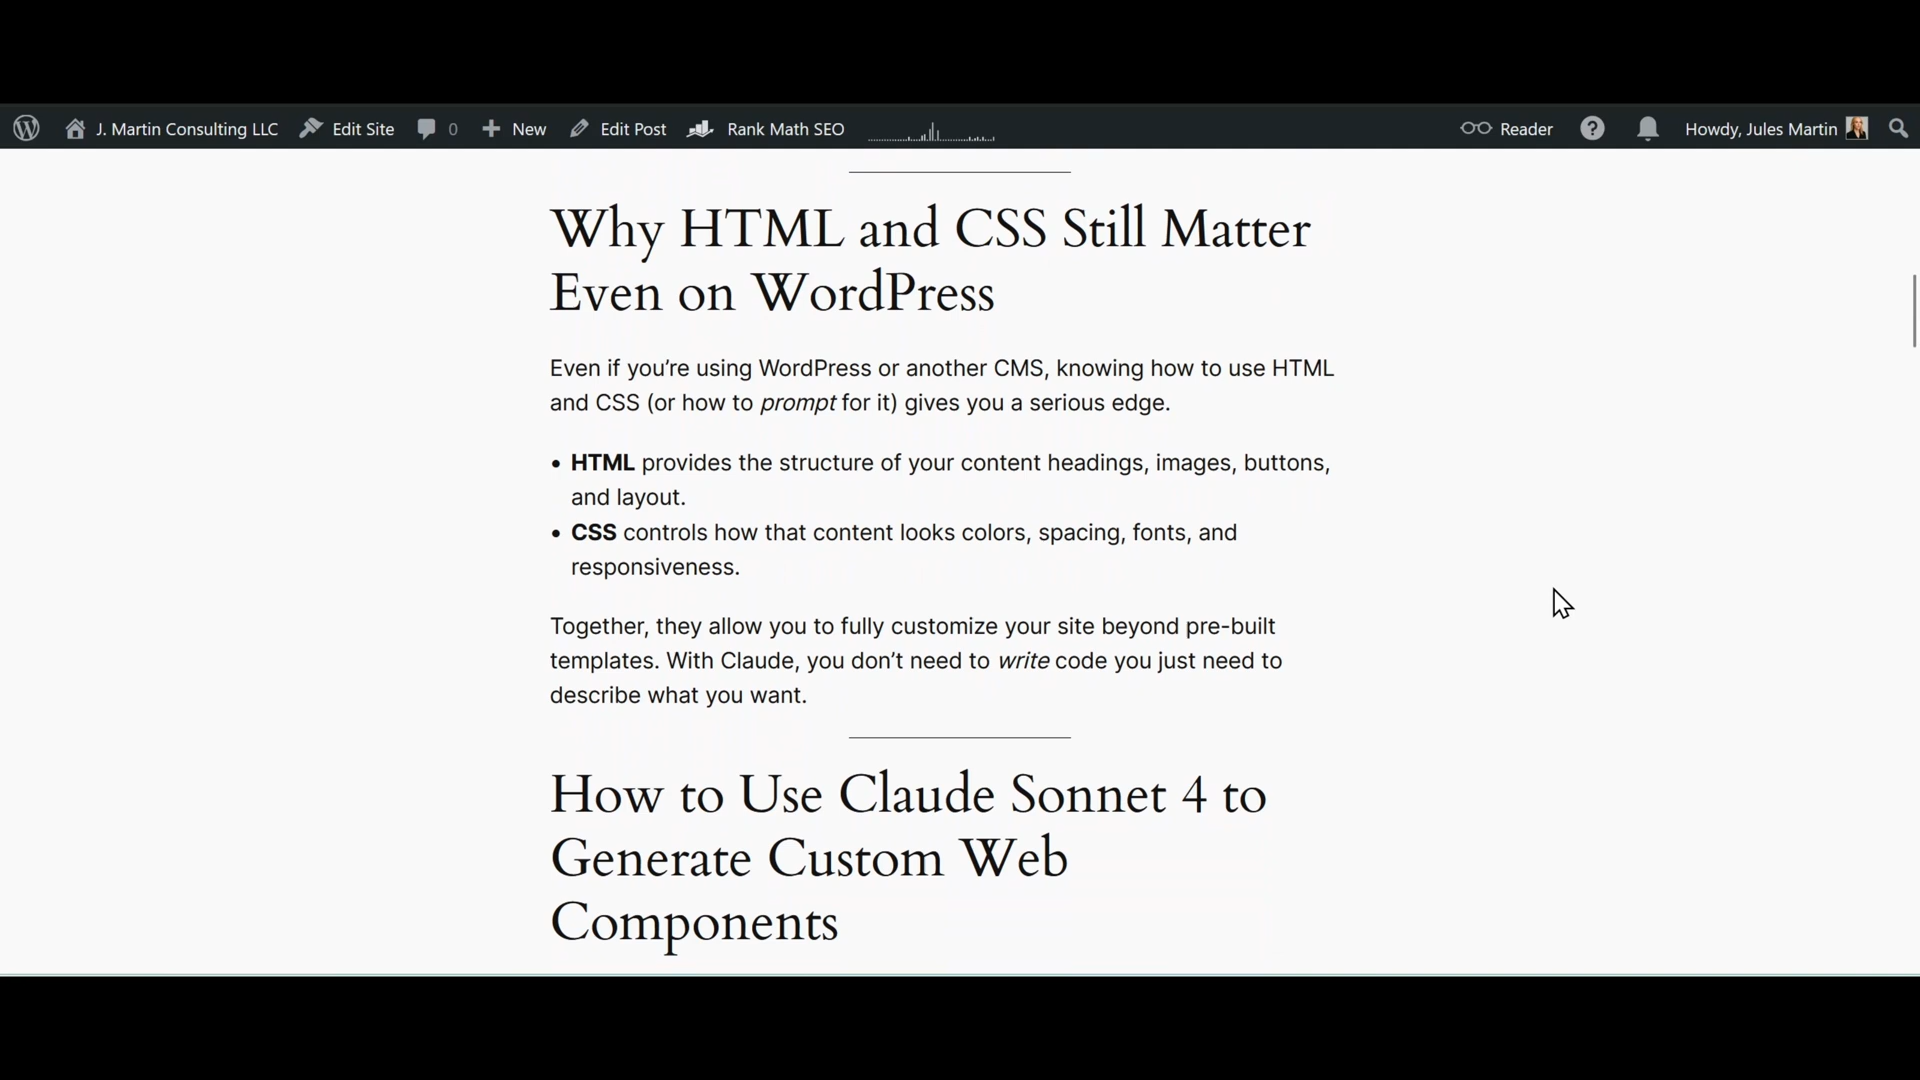 J. Martin Consulting LLC Edit Site 0 New Edit Post Rank Math SEO Reader Howdy, Jules Martin
Why HTML and CSS Still Matter
Even on WordPress
Even if you’re using WordPress or another CMS, knowing how to use HTML
and CSS (or how to prompt for it) gives you a serious edge.
• HTML provides the structure of your content headings, images, buttons,
and layout.
• CSS controls how that content looks colors, spacing, fonts, and
responsiveness.
Together, they allow you to fully customize your site beyond pre-built
templates. With Claude, you don’t need to write code you just need to
describe what you want.
How to Use Claude Sonnet 4 to
Generate Custom Web
Components